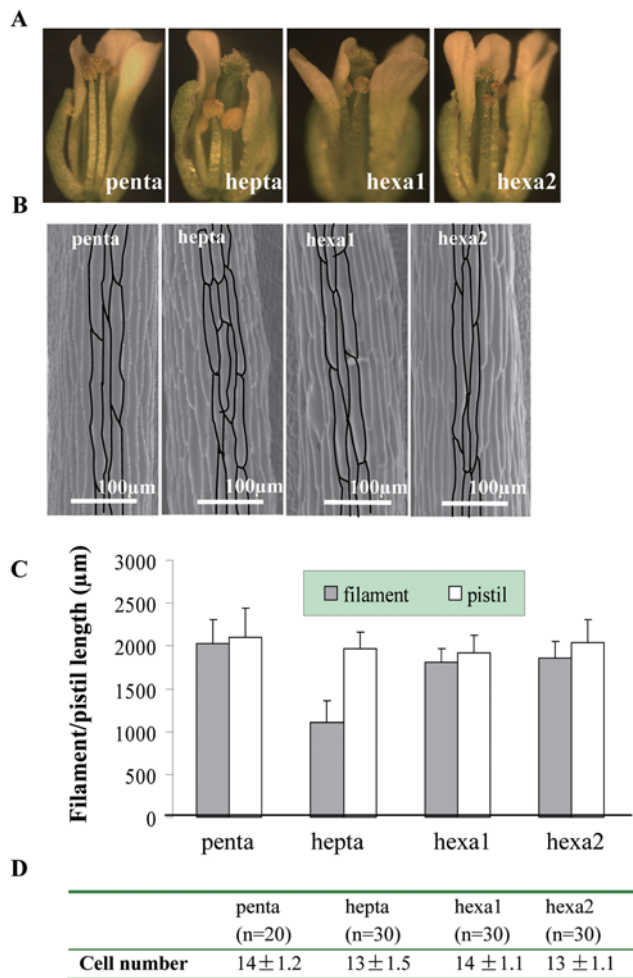 A
penta hepta hexa1 hexa2
B
penta hepta hexa1 hexa2
100µm 100µm 100µm 100µm
C
Filament/pistil length (µm)
3000
2500
2000
1500
1000
500
0
filament pistil
penta hepta hexa1 hexa2
D
penta hepta hexa1 hexa2
(n=20) (n=30) (n=30) (n=30)
Cell number 14±1.2 13±1.5 14±1.1 13±1.1